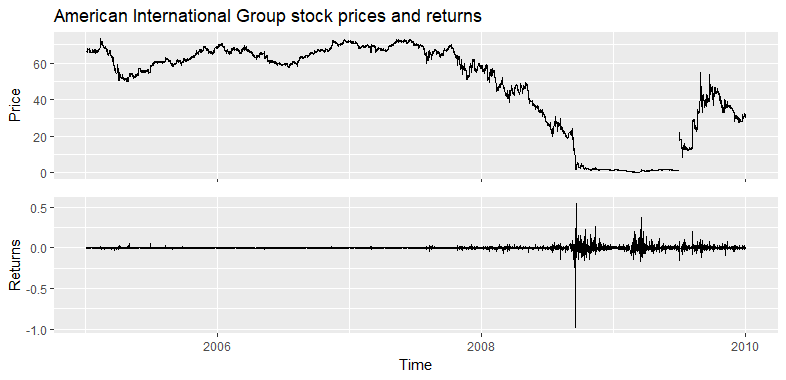 American International Group stock prices and returns
Price
60
40
20
0
Returns
0.5
0.0
-0.5
-1.0
2006
2008
2010
Time